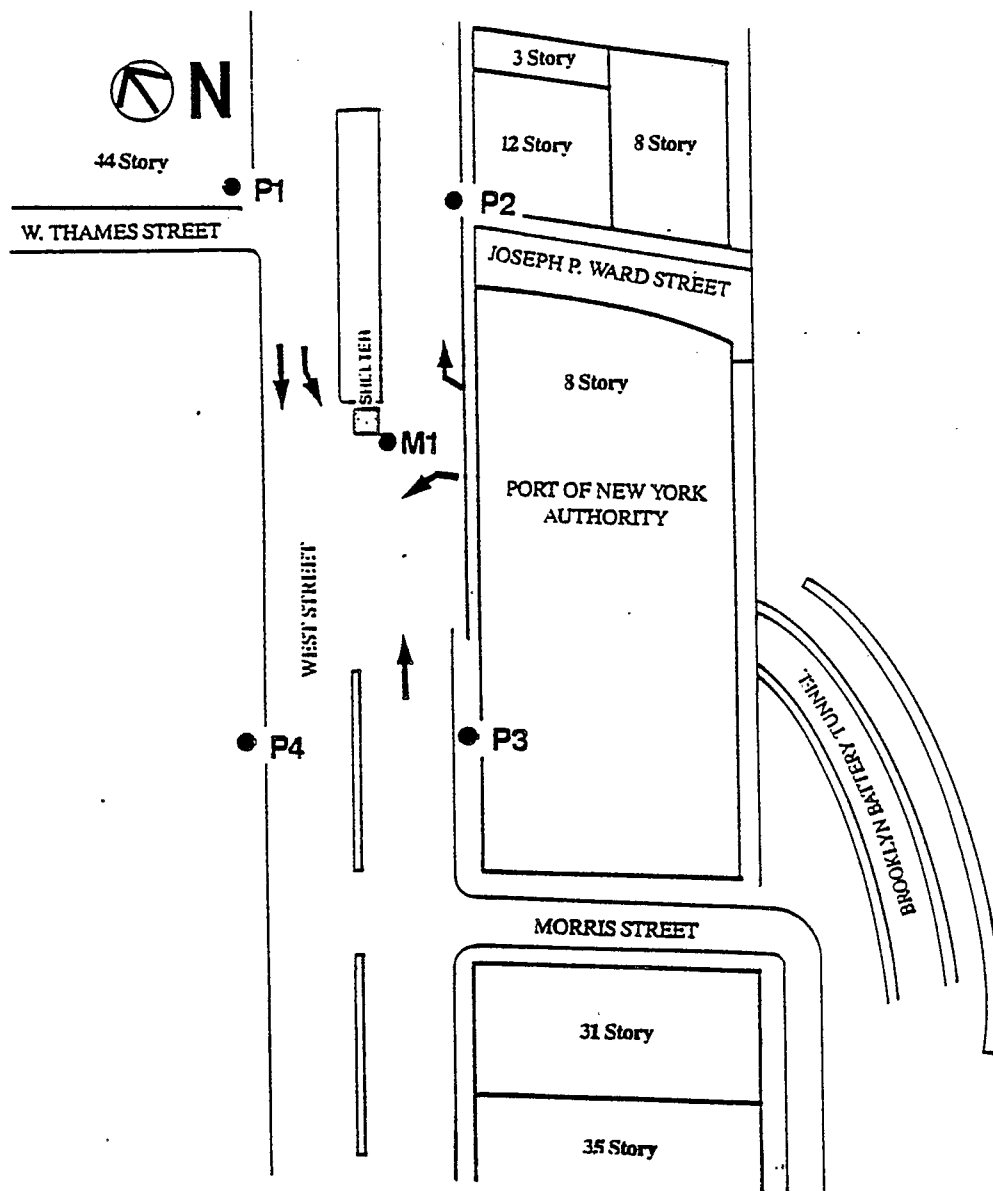 3 Story
N
12 Story
8 Story
44 Story
P1
P2
W. THAMES STREET
JOSEPH P. WARD STREET
SHELTER
8 Story
M1
PORT OF NEW YORK
AUTHORITY
WEST STREET
P4
P3
BROOKLYN BATTERY TUNNEL
MORRIS STREET
31 Story
35 Story